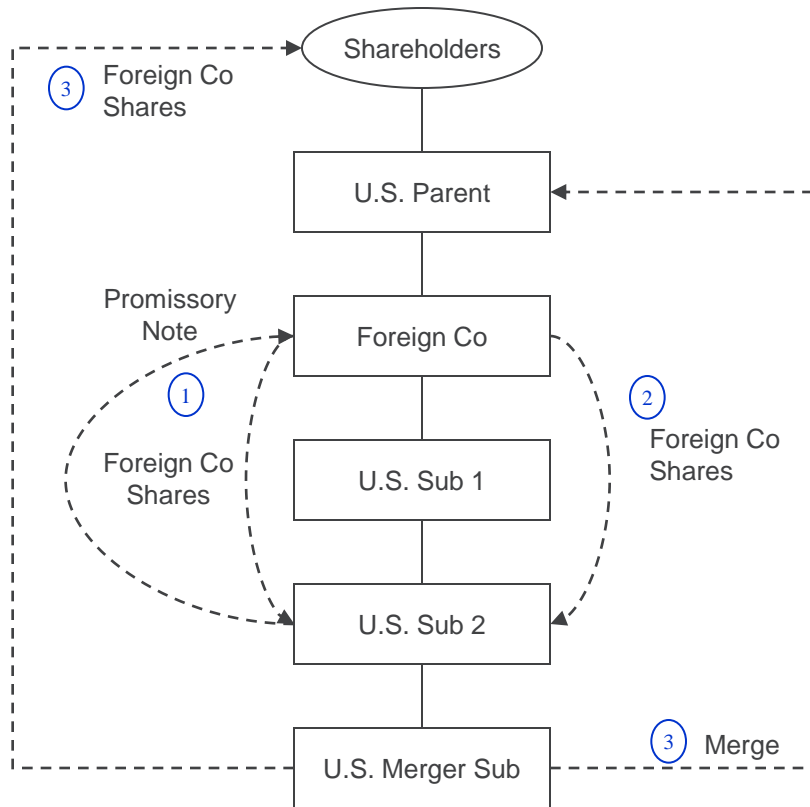 Shareholders
3
Foreign Co
Shares
U.S. Parent
Promissory
Note
Foreign Co
1
2
Foreign Co
Shares
Foreign Co
Shares
U.S. Sub 1
U.S. Sub 2
3
Merge
U.S. Merger Sub